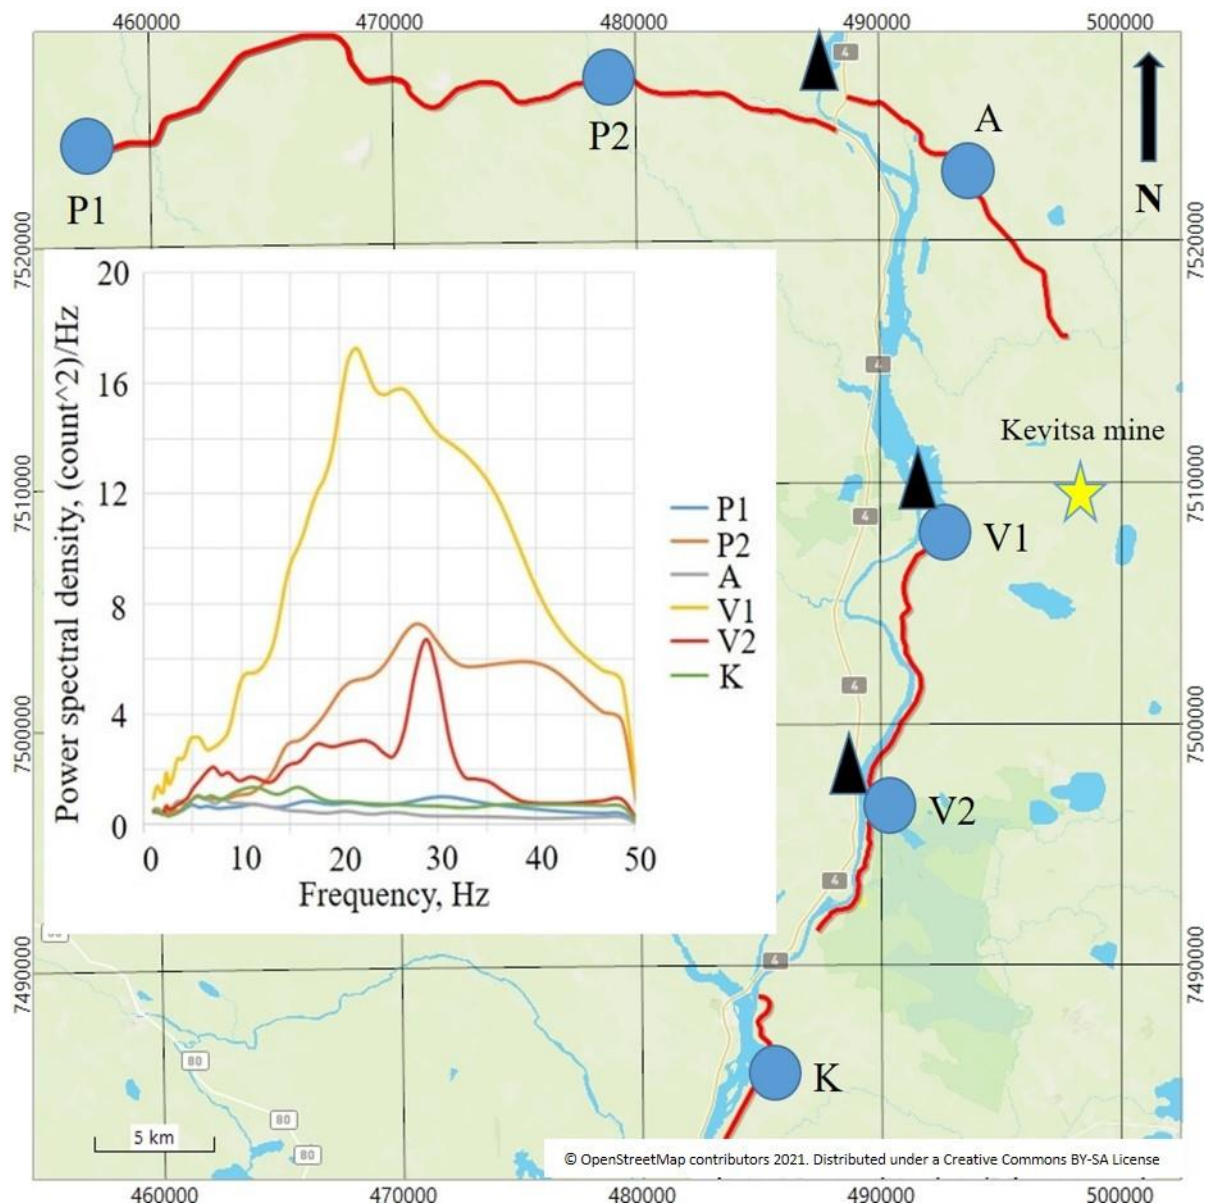 460000 470000 480000 490000 500000
4
A
P2
P1
N
7520000
7520000
20
16
12
8
4
0
Power spectral density, (count^2)/Hz
0 10 20 30 40 50
Frequency, Hz
P1
P2
A
V1
V2
K
4
Kevitsa mine
7510000
7510000
4
V1
4
7500000
7500000
V2
4
4
7490000
7490000
K
80
80
80
5 km
© OpenStreetMap contributors 2021. Distributed under a Creative Commons BY-SA License
460000 470000 480000 490000 500000